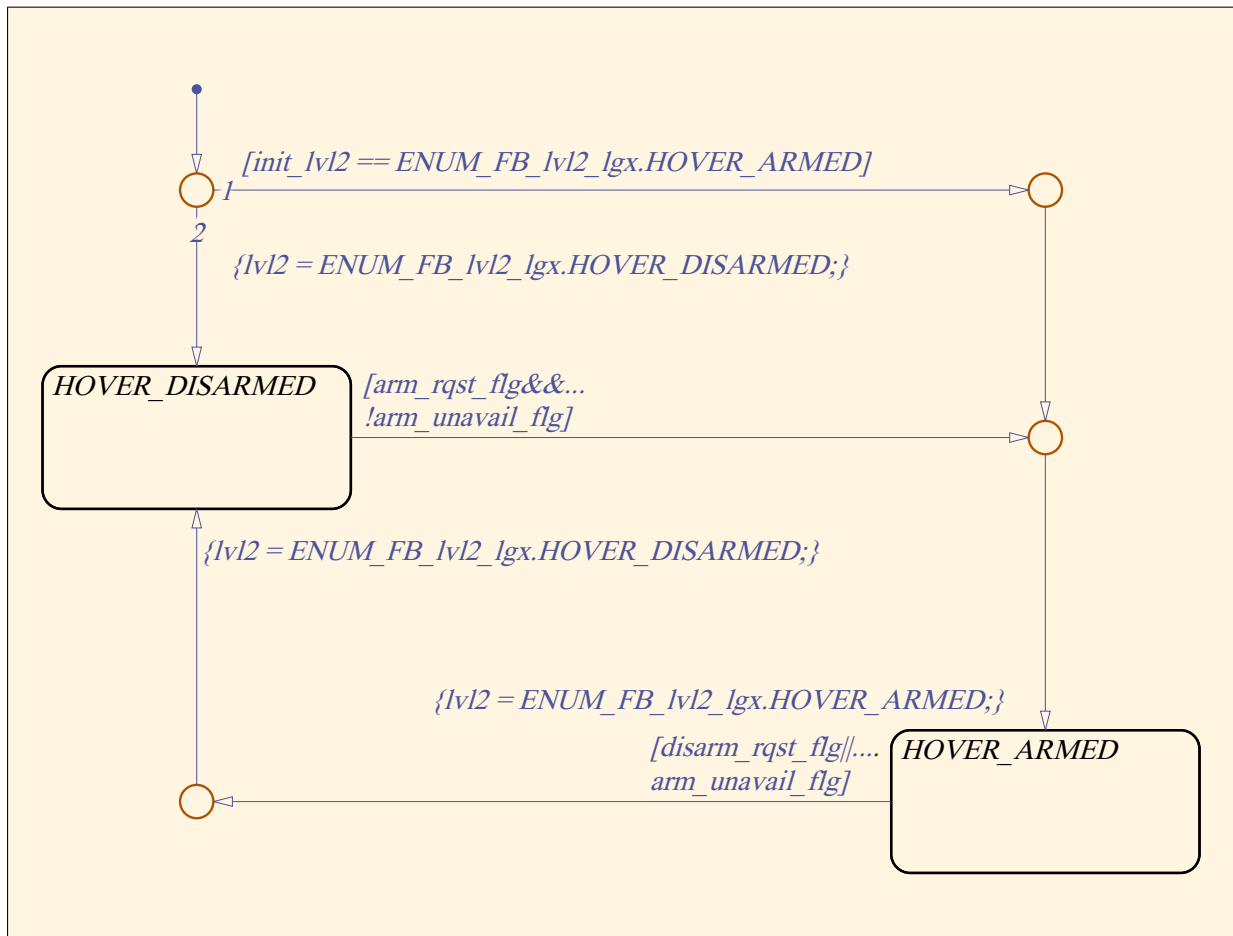 [init_lvl2 == ENUM_FB_lvl2_lgx.HOVER_ARMED]
1
2
{lvl2 = ENUM_FB_lvl2_lgx.HOVER_DISARMED;}
HOVER_DISARMED
[arm_rqst_flg&&...
!arm_unavail_flg]
{lvl2 = ENUM_FB_lvl2_lgx.HOVER_DISARMED;}
{lvl2 = ENUM_FB_lvl2_lgx.HOVER_ARMED;}
[disarm_rqst_flg||....
arm_unavail_flg]
HOVER_ARMED